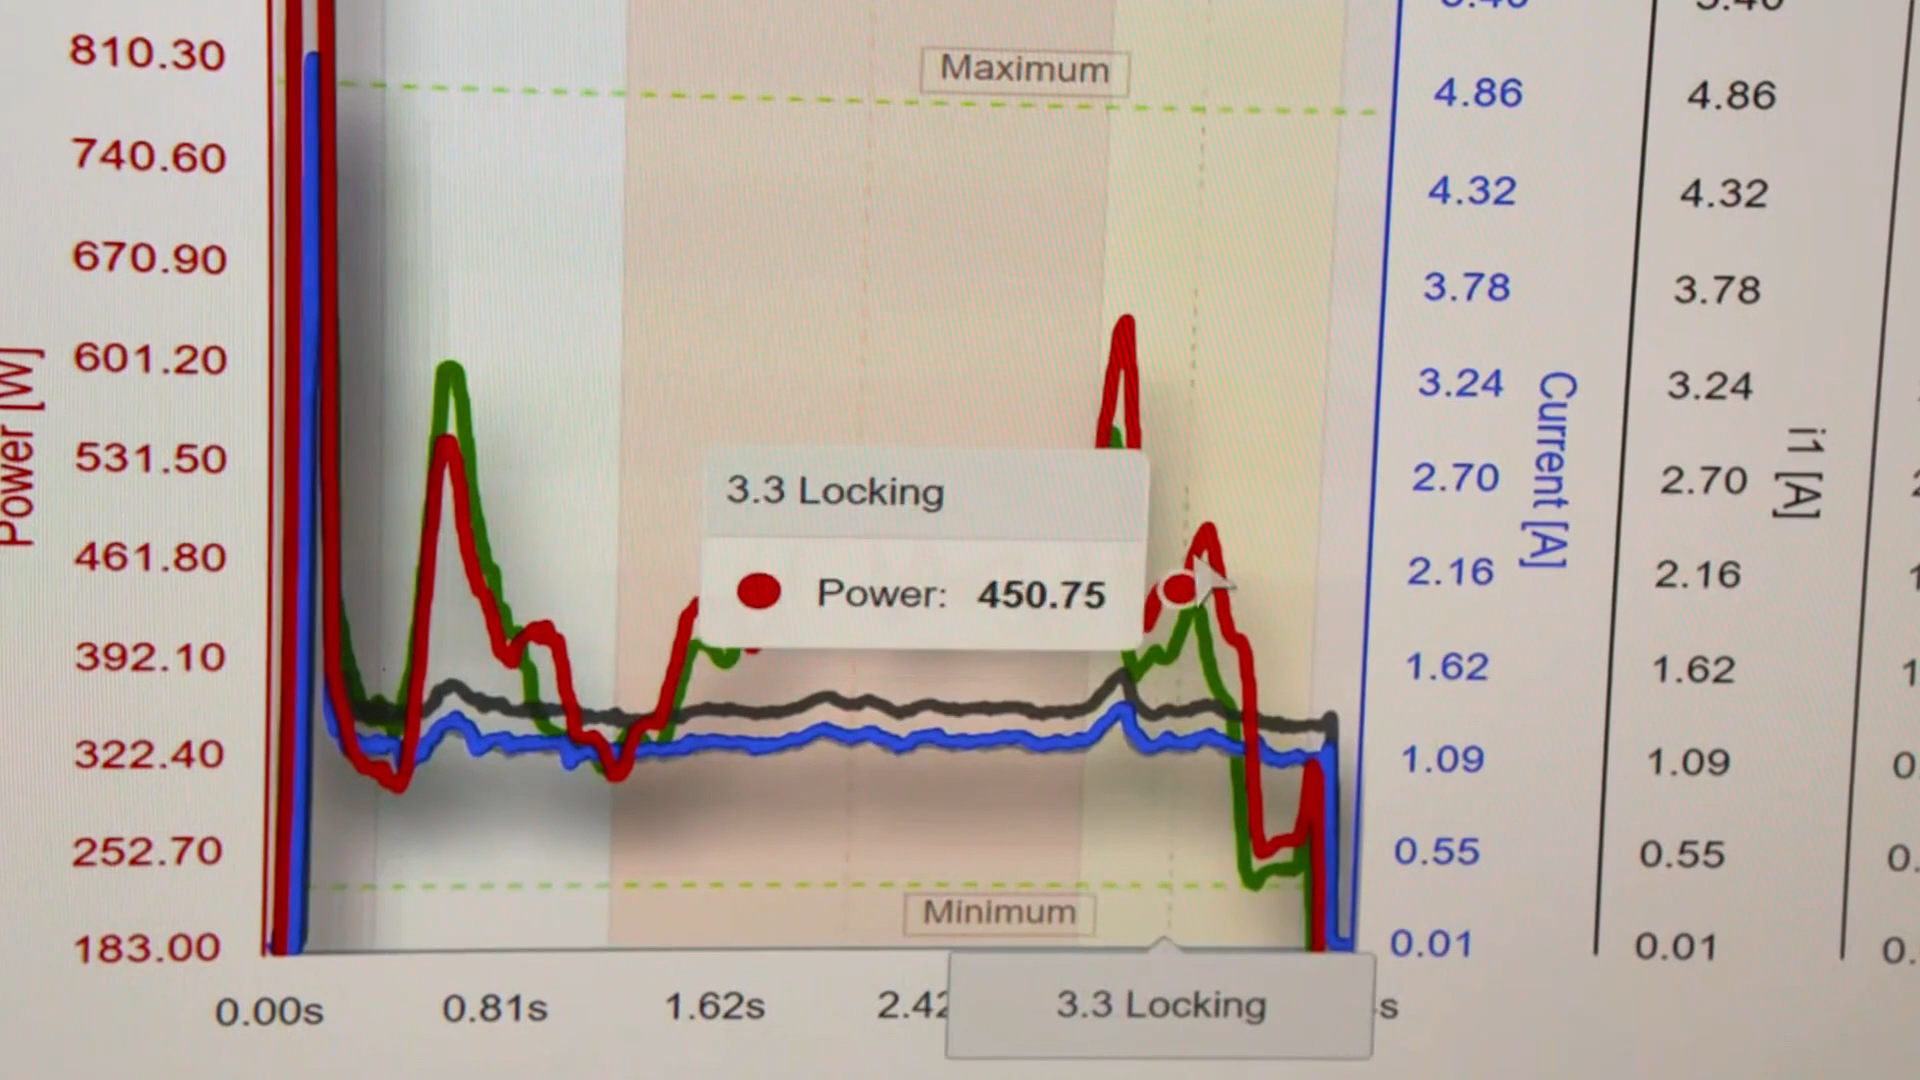 810.30
740.60
670.90
601.20
531.50
461.80
392.10
322.40
252.70
183.00
Power [W]
Maximum
3.3 Locking
Power: 450.75
Minimum
0.00s
0.81s
1.62s
2.42
3.3 Locking
s
4.86
4.32
3.78
3.24
2.70
2.16
1.62
1.09
0.55
0.01
Current [A]
4.86
4.32
3.78
3.24
2.70
2.16
1.62
1.09
0.55
0.01
i1 [A]